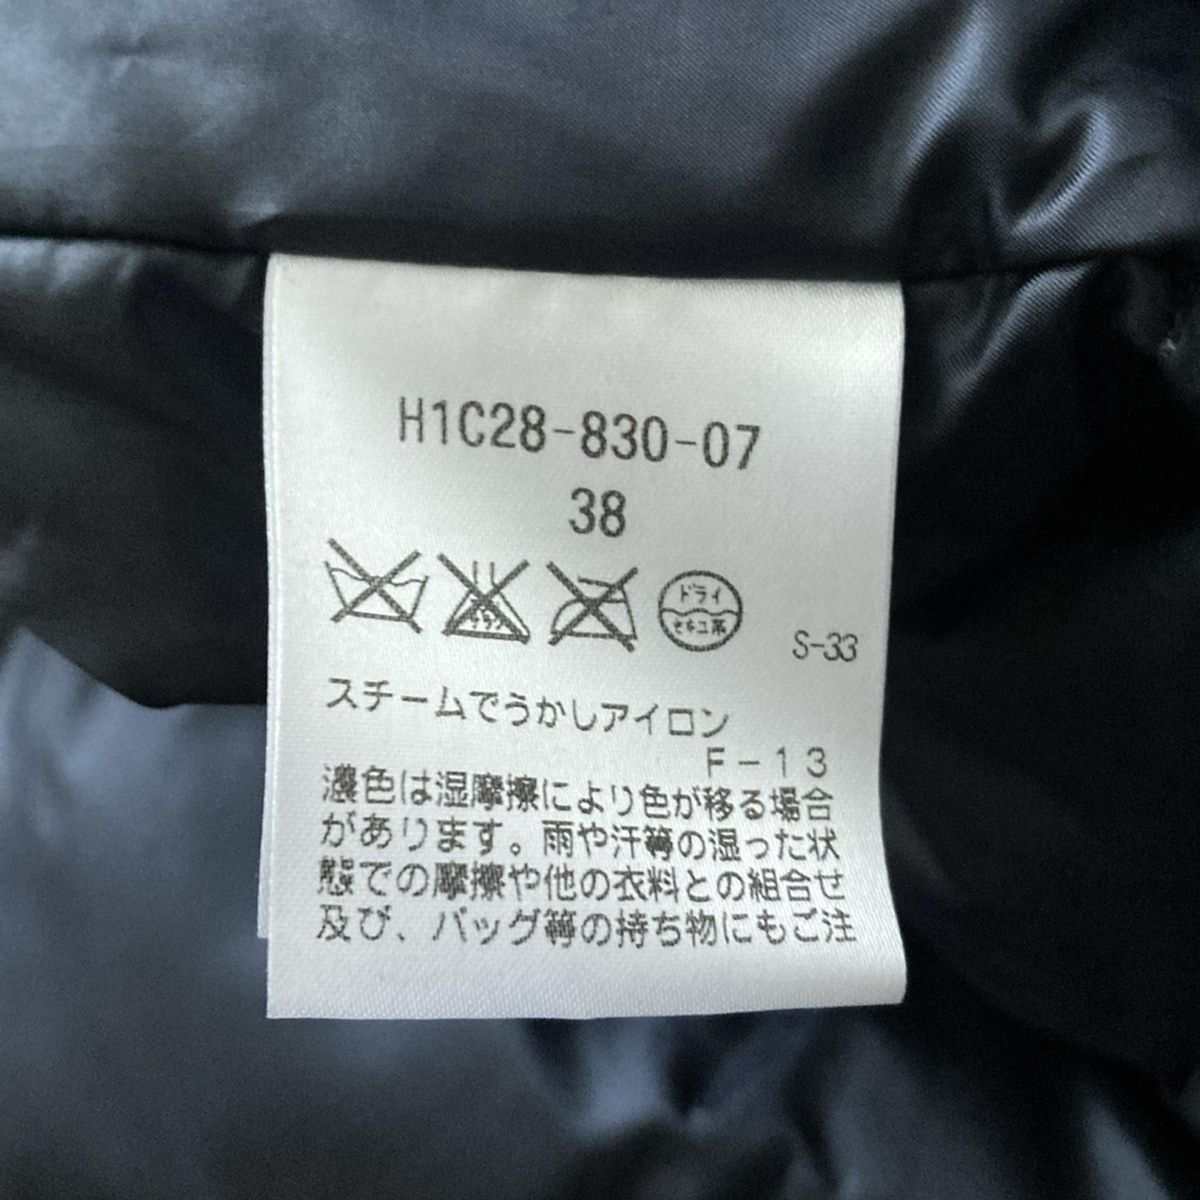 H1C28-830-07
38
ドライ
セキユ系
S-33
スチームでうかしアイロン
F-13
濃色は湿摩擦により色が移る場合
があります。雨や汗等の湿った状
態での摩擦や他の衣料との組合せ
及び、バッグ等の持ち物にもご注